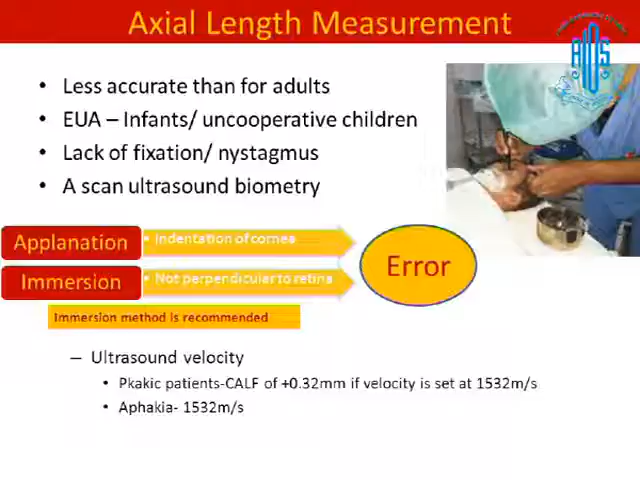 Axial Length Measurement
• Less accurate than for adults
• EUA – Infants/ uncooperative children
• Lack of fixation/ nystagmus
• A scan ultrasound biometry
Applanation
• Indentation of cornea
Immersion
• Not perpendicular to retina
Error
Immersion method is recommended
– Ultrasound velocity
• Pkakic patients-CALF of +0.32mm if velocity is set at 1532m/s
• Aphakia- 1532m/s
AIOS